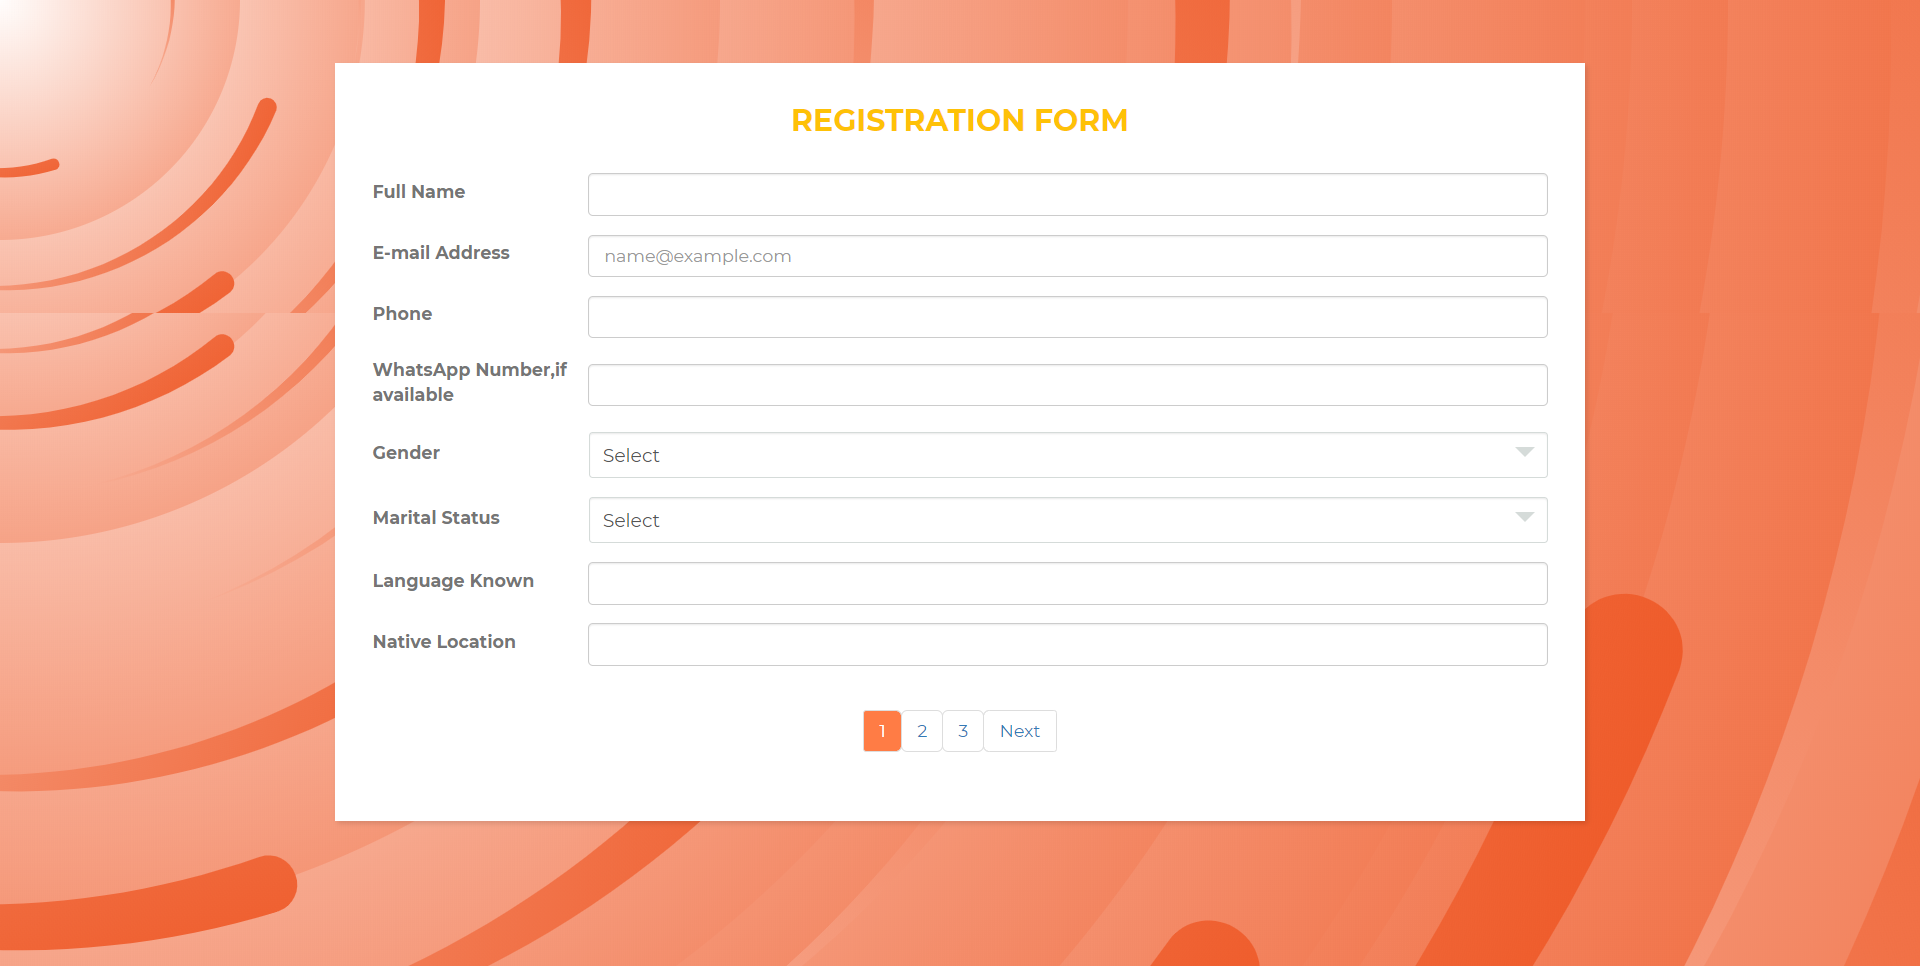 REGISTRATION FORM
Full Name
E-mail Address
name@example.com
Phone
WhatsApp Number,if
available
Gender
Select
Marital Status
Select
Language Known
Native Location
1 2 3 Next